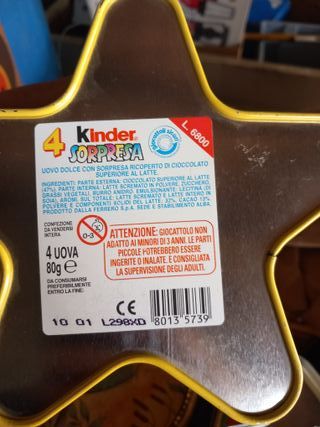 4 Kinder
SORPRESA
giocattoli sicuri
L. 6800
UOVO DOLCE CON SORPRESA RICOPERTO DI CIOCCOLATO
SUPERIORE AL LATTE
INGREDIENTI: PARTE ESTERNA: CIOCCOLATO SUPERIORE AL LATTE
(47%), PARTE INTERNA: LATTE SCREMATO IN POLVERE, ZUCCHERO,
GRASSI VEGETALI, BURRO ANIDRO, EMULSIONANTE: (LECITINA DI
SOIA), AROMI, SUL TOTALE: LATTE SCREMATO E LATTE INTERO IN
POLVERE E COMPONENTI SOLIDI DEL LATTE: 32%, CACAO 13%
PRODOTTO DALLA FERRERO S.p.A. SEDE E STABILIMENTO ALBA
CONFEZIONE
DA VENDERSI
INTERA
0-3
ATTENZIONE: GIOCATTOLO NON
ADATTO AI MINORI DI 3 ANNI. LE PARTI
PICCOLE POTREBBERO ESSERE
INGERITE O INALATE. È CONSIGLIATA
LA SUPERVISIONE DEGLI ADULTI.
4 UOVA
80g e
DA CONSUMARSI
PREFERIBILMENTE
ENTRO LA FINE:
CE
10 01 L298XD
8013 5739